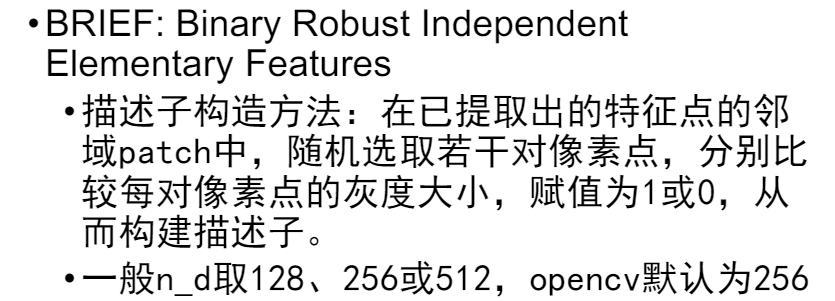 •BRIEF: Binary Robust Independent
Elementary Features
•描述子构造方法：在已提取出的特征点的邻
域patch中，随机选取若干对像素点，分别比
较每对像素点的灰度大小，赋值为1或0，从
而构建描述子。
•一般n_d取128、256或512，opencv默认为256